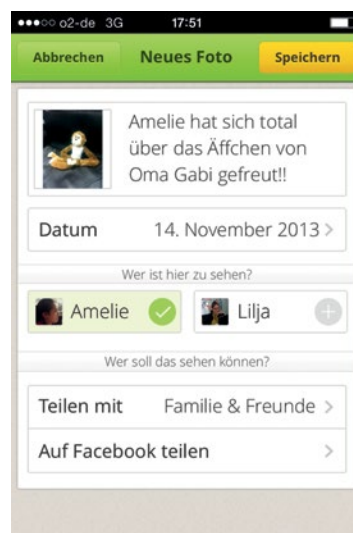 ●●●○○ o2-de 3G 17:51
Abbrechen Neues Foto Speichern
Amelie hat sich total
über das Äffchen von
Oma Gabi gefreut!!
Datum 14. November 2013 >
Wer ist hier zu sehen?
Amelie Lilja
Wer soll das sehen können?
Teilen mit Familie & Freunde >
Auf Facebook teilen >